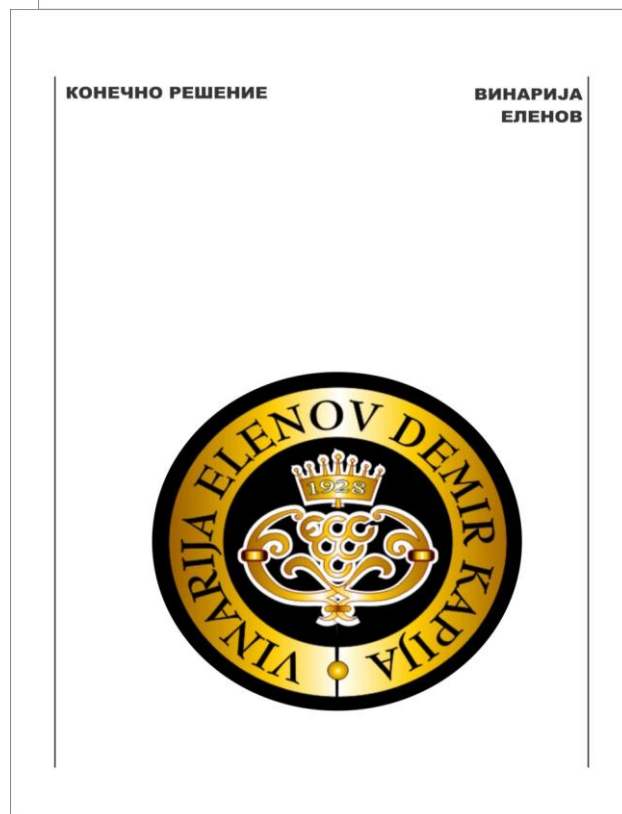 КОНЕЧНО РЕШЕНИЕ
ВИНАРИЈА
ЕЛЕНОВ
VINARIJA ELENOV DEMIR KAPIJA
1928